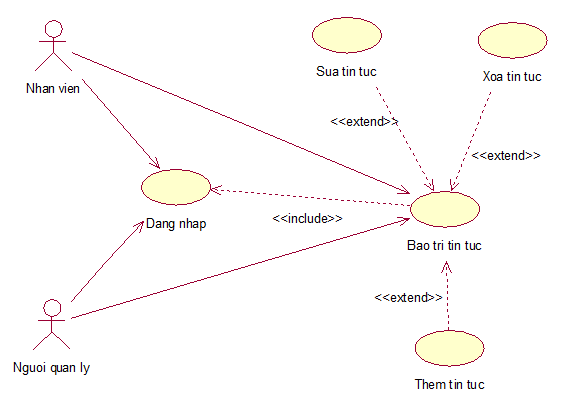 Sua tin tuc
Xoa tin tuc
Nhan vien
<<extend>>
<<extend>>
Dang nhap
<<include>>
Bao tri tin tuc
<<extend>>
Nguoi quan ly
Them tin tuc